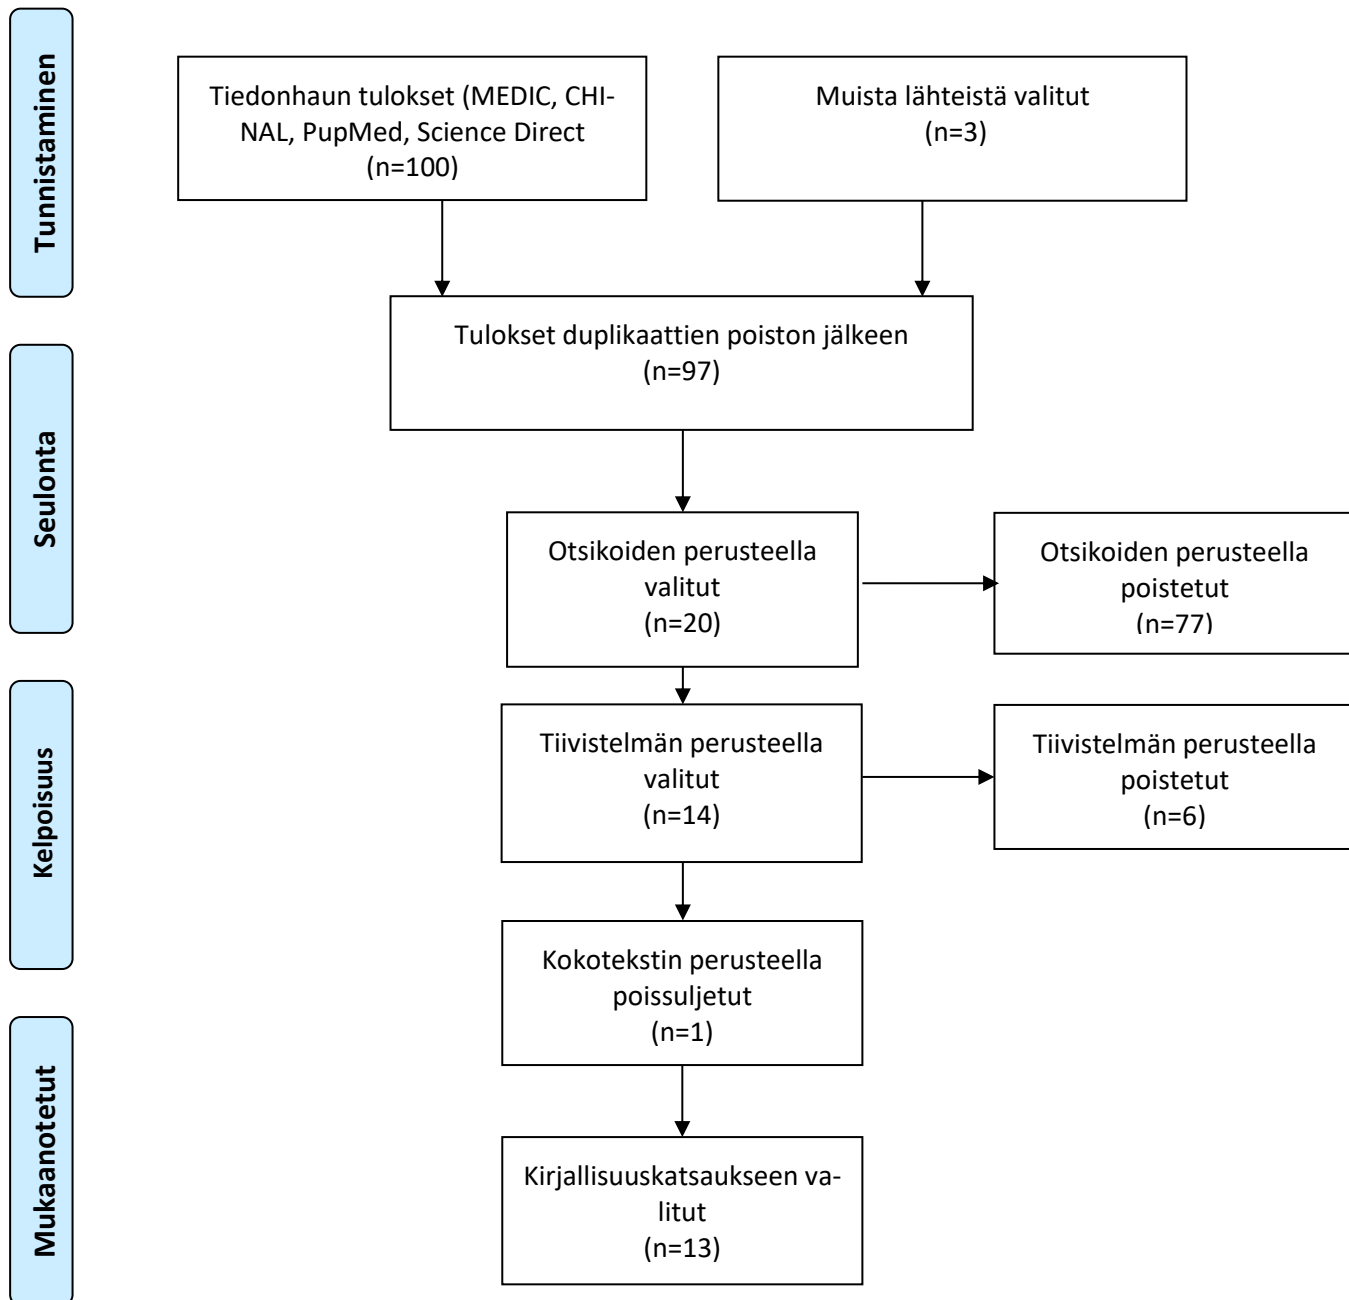 Tunnistaminen
Tiedonhaun tulokset (MEDIC, CHI-
NAL, PupMed, Science Direct
(n=100)
Muista lähteistä valitut
(n=3)
Tulokset duplikaattien poiston jälkeen
(n=97)
Seulonta
Otsikoiden perusteella
valitut
(n=20)
Otsikoiden perusteella
poistetut
(n=77)
Kelpoisuus
Tiivistelmän perusteella
valitut
(n=14)
Tiivistelmän perusteella
poistetut
(n=6)
Kokotekstin perusteella
poissuljetut
(n=1)
Mukaanotetut
Kirjallisuuskatsaukseen va-
litut
(n=13)